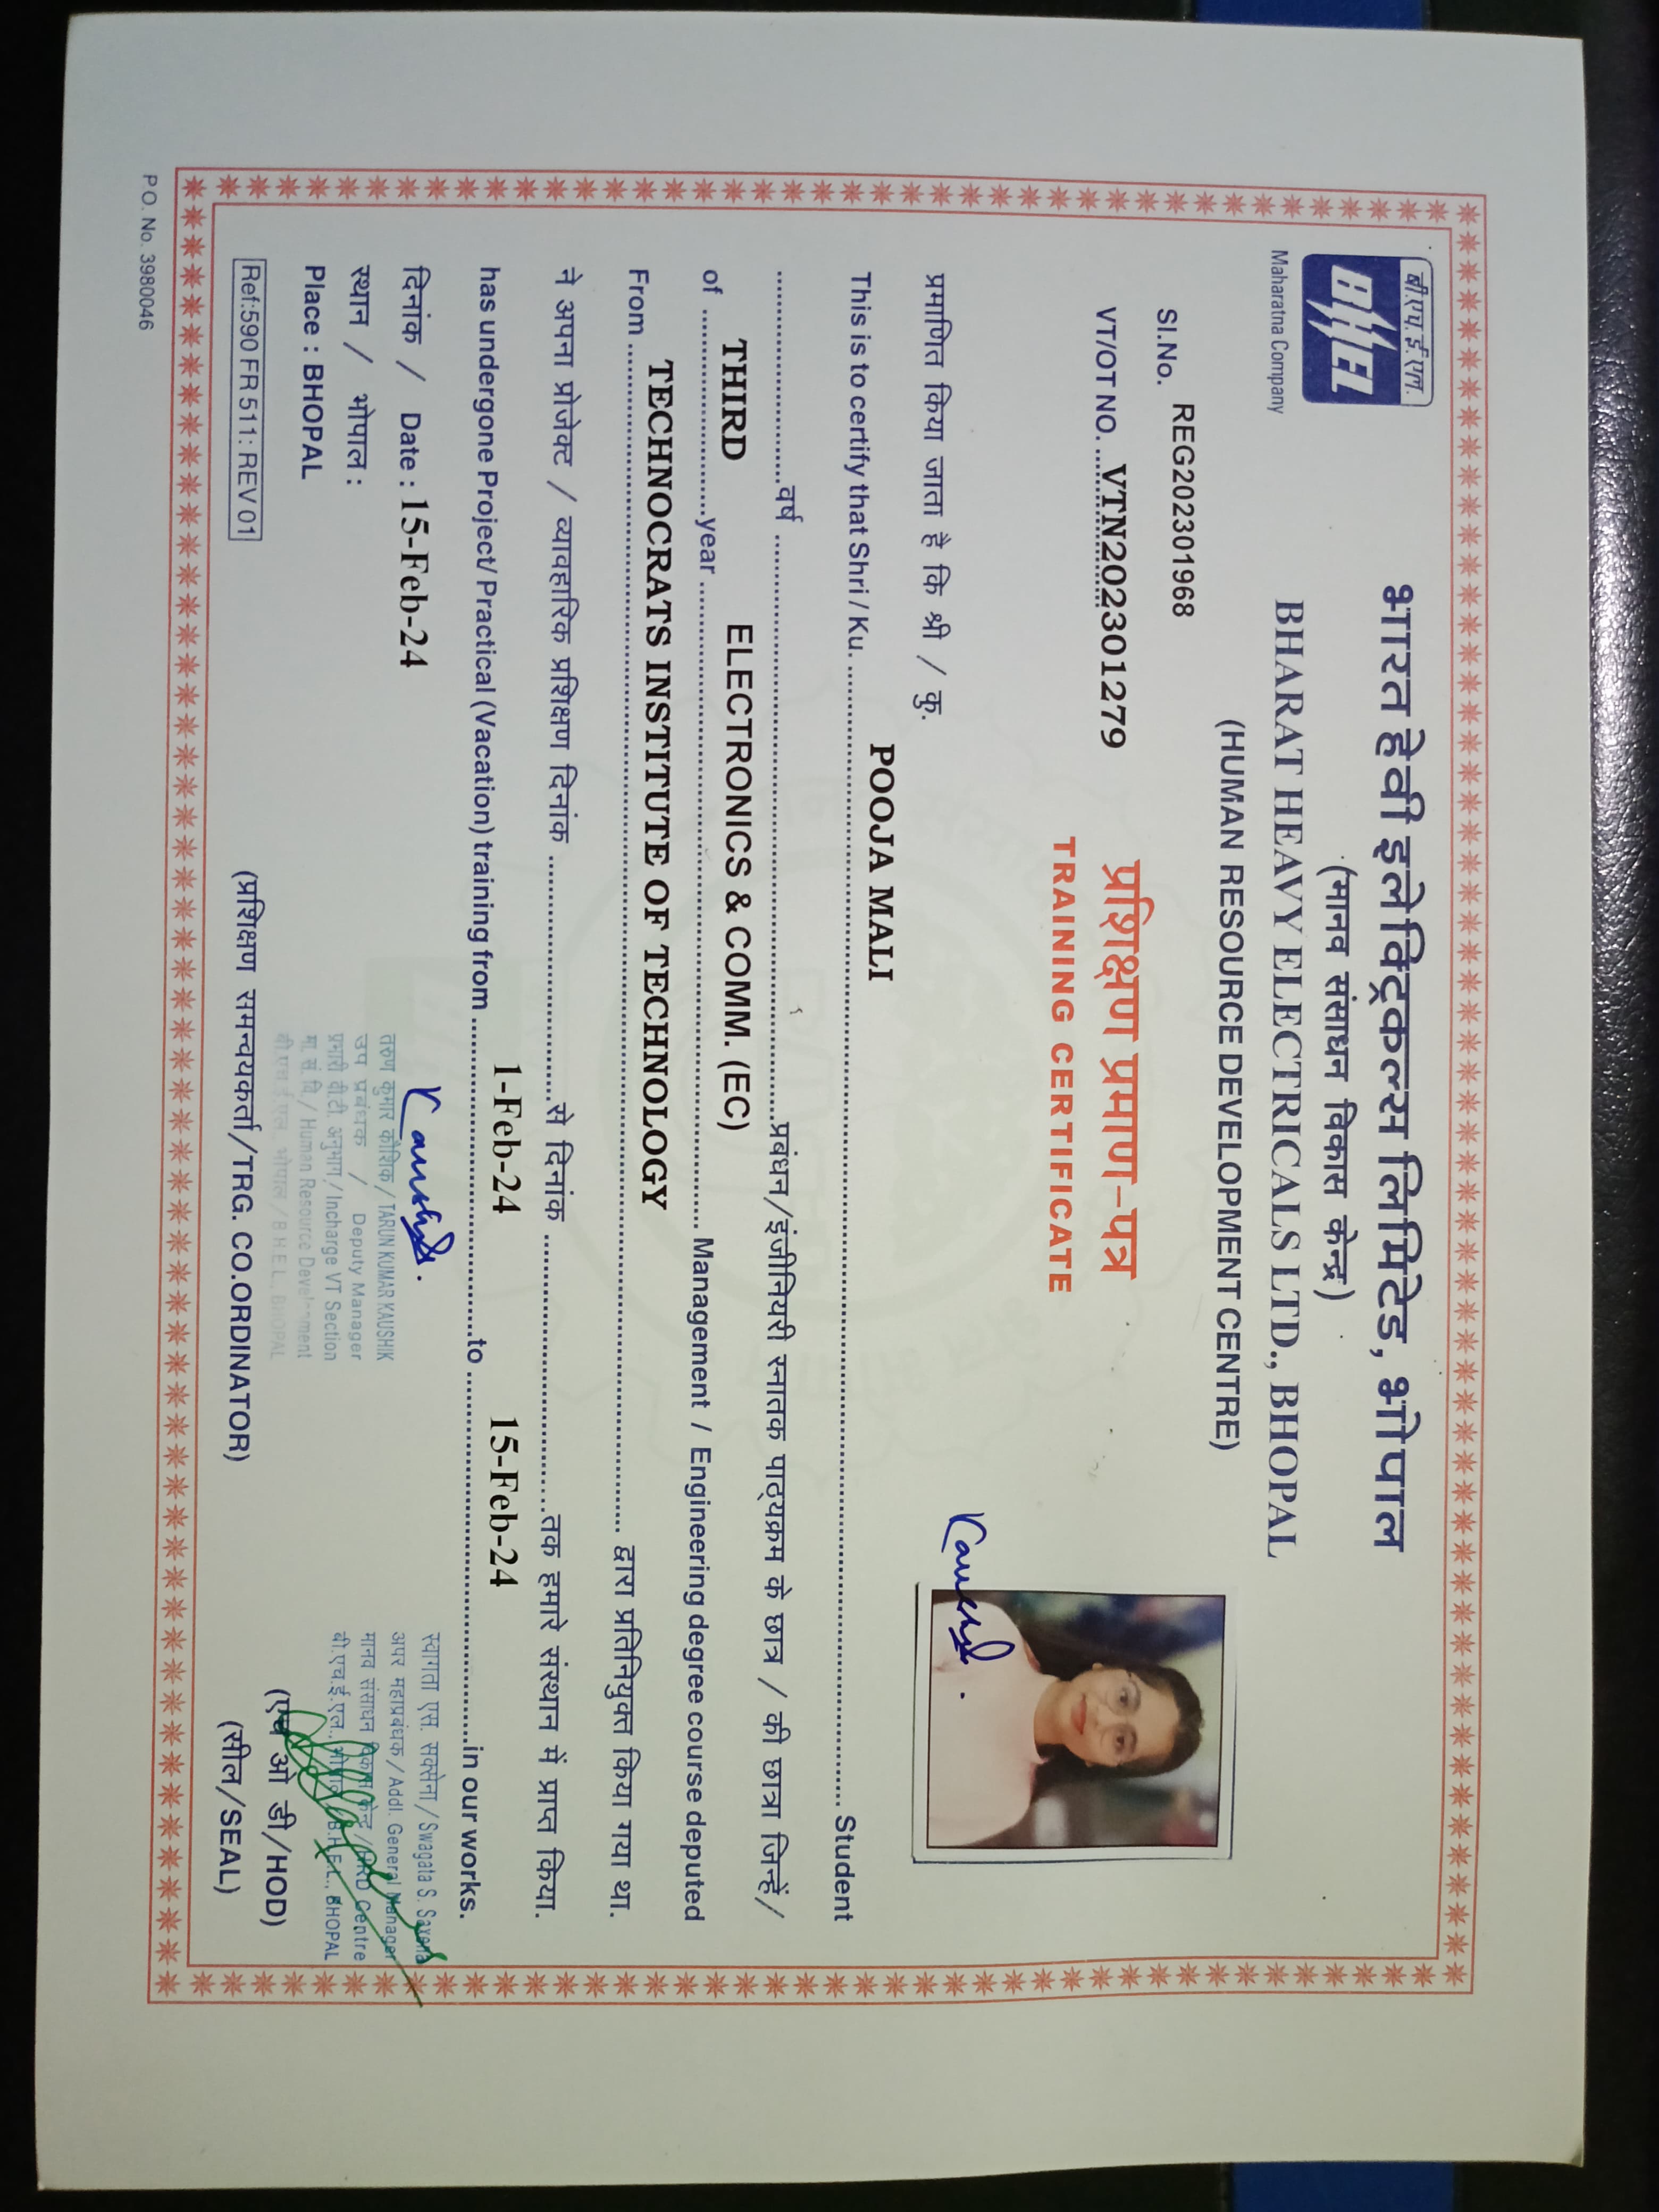 बी.एच.ई.एल.
BHEL
Maharatna Company
भारत हेवी इलेक्ट्रिकल्स लिमिटेड, भोपाल
(मानव संसाधन विकास केन्द्र)
BHARAT HEAVY ELECTRICALS LTD., BHOPAL
(HUMAN RESOURCE DEVELOPMENT CENTRE)
SI.No. REG202301968
VT/OT NO. VTN202301279
प्रशिक्षण प्रमाण–पत्र
TRAINING CERTIFICATE
Kaushik.
प्रमाणित किया जाता है कि श्री / कु.
This is to certify that Shri / Ku. POOJA MALI Student
वर्ष प्रबंधन/इंजीनियरी स्नातक पाठ्यक्रम के छात्र / की छात्रा जिन्हें/
of THIRD year ELECTRONICS & COMM. (EC) Management / Engineering degree course deputed
From TECHNOCRATS INSTITUTE OF TECHNOLOGY द्वारा प्रतिनियुक्त किया गया था.
ने अपना प्रोजेक्ट / व्यावहारिक प्रशिक्षण दिनांक से दिनांक तक हमारे संस्थान में प्राप्त किया.
has undergone Project/ Practical (Vacation) training from 1-Feb-24 to 15-Feb-24 in our works.
दिनांक / Date : 15-Feb-24
स्थान / भोपाल :
Place : BHOPAL
Ref:590 FR 511: REV 01
Kaushik.
तरुण कुमार कौशिक / TARUN KUMAR KAUSHIK
उप प्रबंधक / Deputy Manager
प्रभारी वी.टी. अनुभाग / Incharge VT Section
मा.सं.वि./ Human Resource Development
बी.एच.ई.एल. भोपाल / B.H.E.L. BHOPAL
(प्रशिक्षण समन्वयकर्ता/TRG. CO.ORDINATOR)
स्वागता एस. सक्सेना / Swagata S. Saxena
अपर महाप्रबंधक / Addl. General Manager
मानव संसाधन विकास केन्द्र / HRD Centre
बी.एच.ई.एल., भोपाल / B.H.E.L., BHOPAL
(एच ओ डी/HOD)
(सील/SEAL)
P.O. No. 3980046